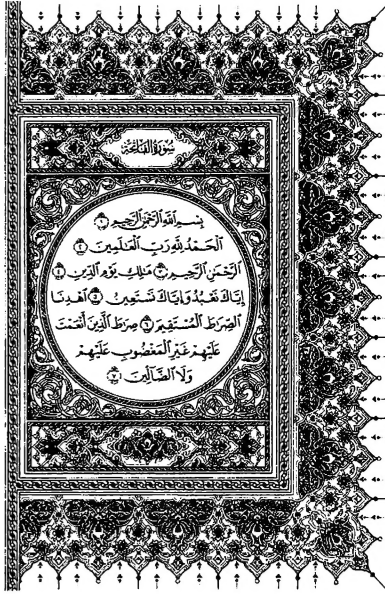 سُورَةُ الفَاتِحَةِ
بِسْمِ ٱللَّهِ ٱلرَّحْمَٰنِ ٱلرَّحِيمِ ۝١
ٱلْحَمْدُ لِلَّهِ رَبِّ ٱلْعَٰلَمِينَ ۝٢
ٱلرَّحْمَٰنِ ٱلرَّحِيمِ ۝٣ مَٰلِكِ يَوْمِ ٱلدِّينِ ۝٤
إِيَّاكَ نَعْبُدُ وَإِيَّاكَ نَسْتَعِينُ ۝٥ ٱهْدِنَا
ٱلصِّرَٰطَ ٱلْمُسْتَقِيمَ ۝٦ صِرَٰطَ ٱلَّذِينَ أَنْعَمْتَ
عَلَيْهِمْ غَيْرِ ٱلْمَغْضُوبِ عَلَيْهِمْ
وَلَا ٱلضَّآلِّينَ ۝٧